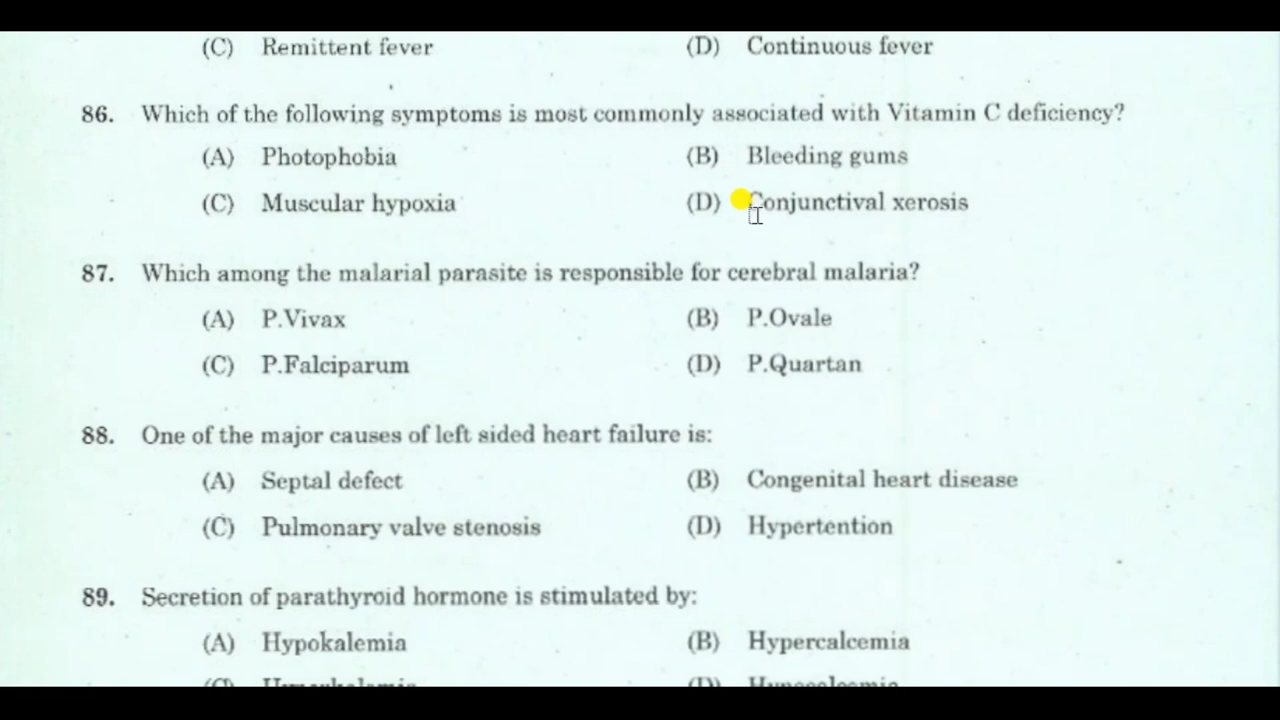 (C) Remittent fever (D) Continuous fever
86. Which of the following symptoms is most commonly associated with Vitamin C deficiency?
(A) Photophobia (B) Bleeding gums
(C) Muscular hypoxia (D) Conjunctival xerosis
87. Which among the malarial parasite is responsible for cerebral malaria?
(A) P.Vivax (B) P.Ovale
(C) P.Falciparum (D) P.Quartan
88. One of the major causes of left sided heart failure is:
(A) Septal defect (B) Congenital heart disease
(C) Pulmonary valve stenosis (D) Hypertention
89. Secretion of parathyroid hormone is stimulated by:
(A) Hypokalemia (B) Hypercalcemia
(C) (D)